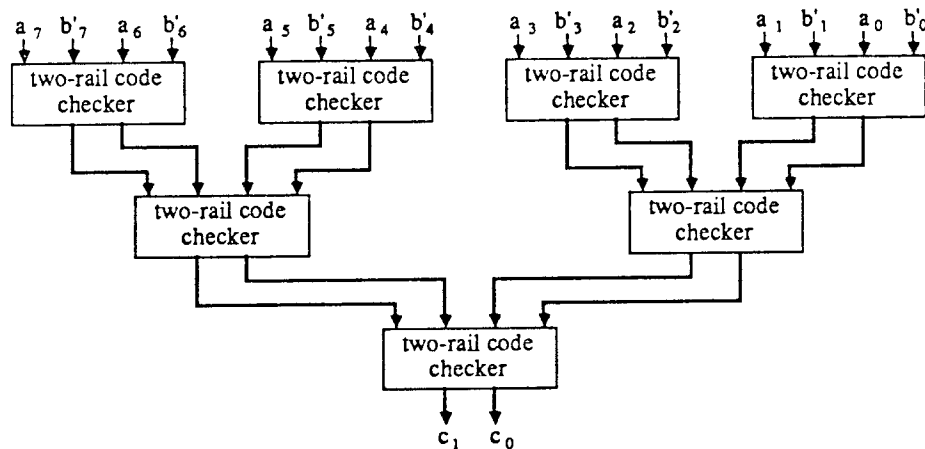 a₇ b'₇ a₆ b'₆ a₅ b'₅ a₄ b'₄ a₃ b'₃ a₂ b'₂ a₁ b'₁ a₀ b'₀
two-rail code
checker
two-rail code
checker
two-rail code
checker
two-rail code
checker
two-rail code
checker
two-rail code
checker
two-rail code
checker
c₁ c₀